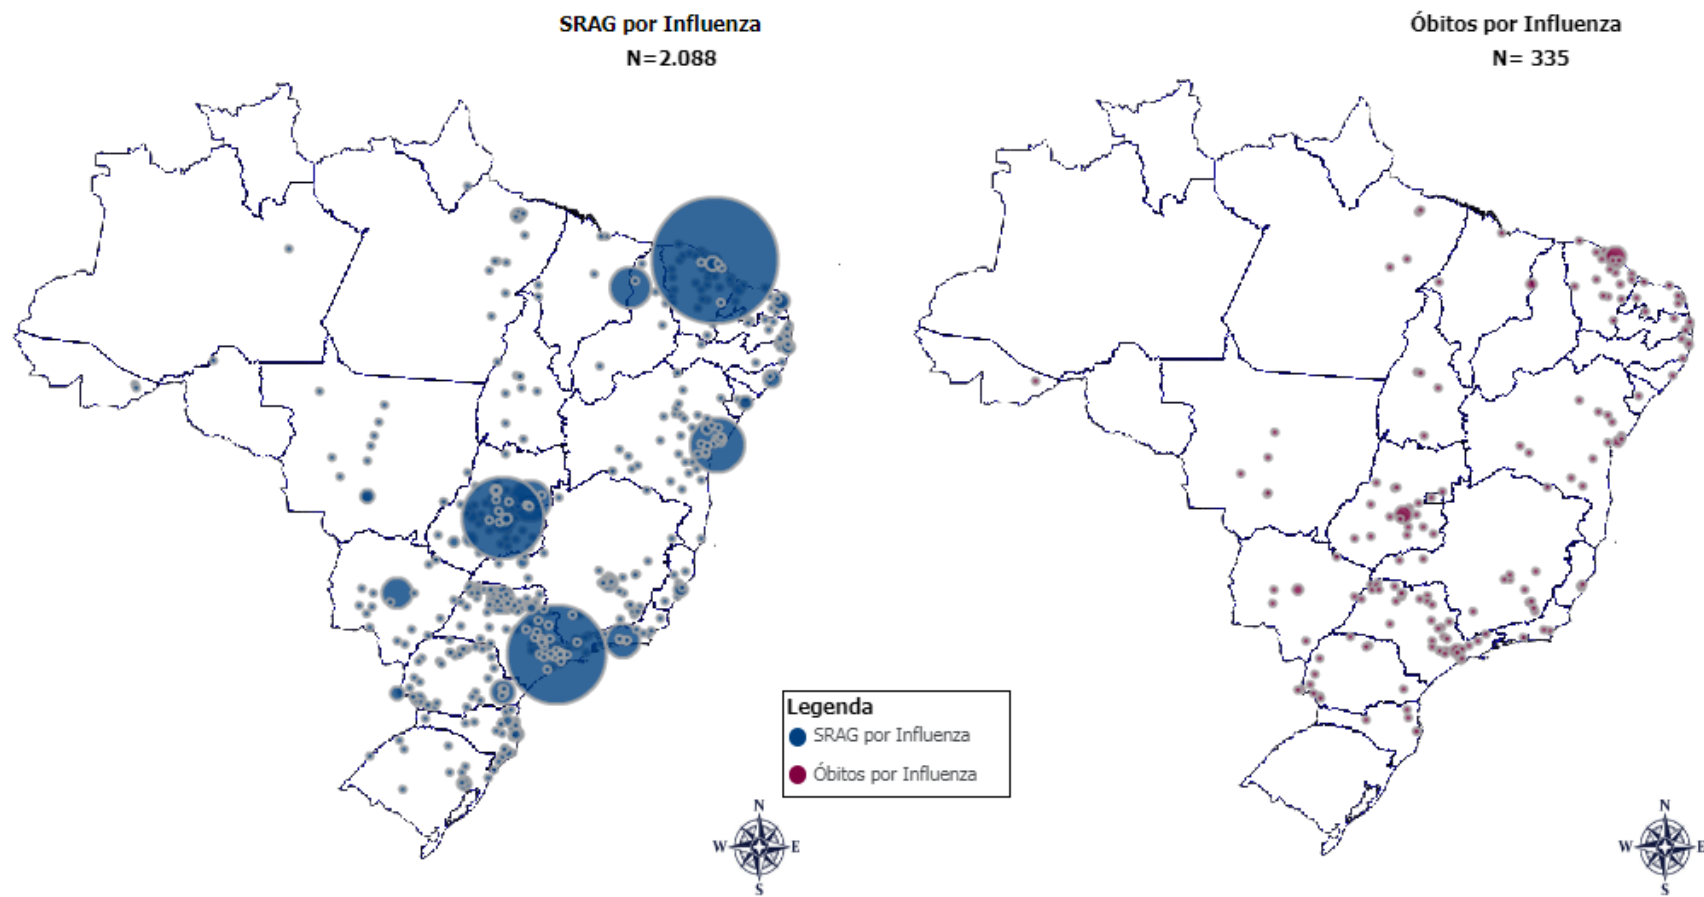 SRAG por Influenza
N=2.088
Óbitos por Influenza
N= 335
Legenda
SRAG por Influenza
Óbitos por Influenza
N
W E
S
N
W E
S